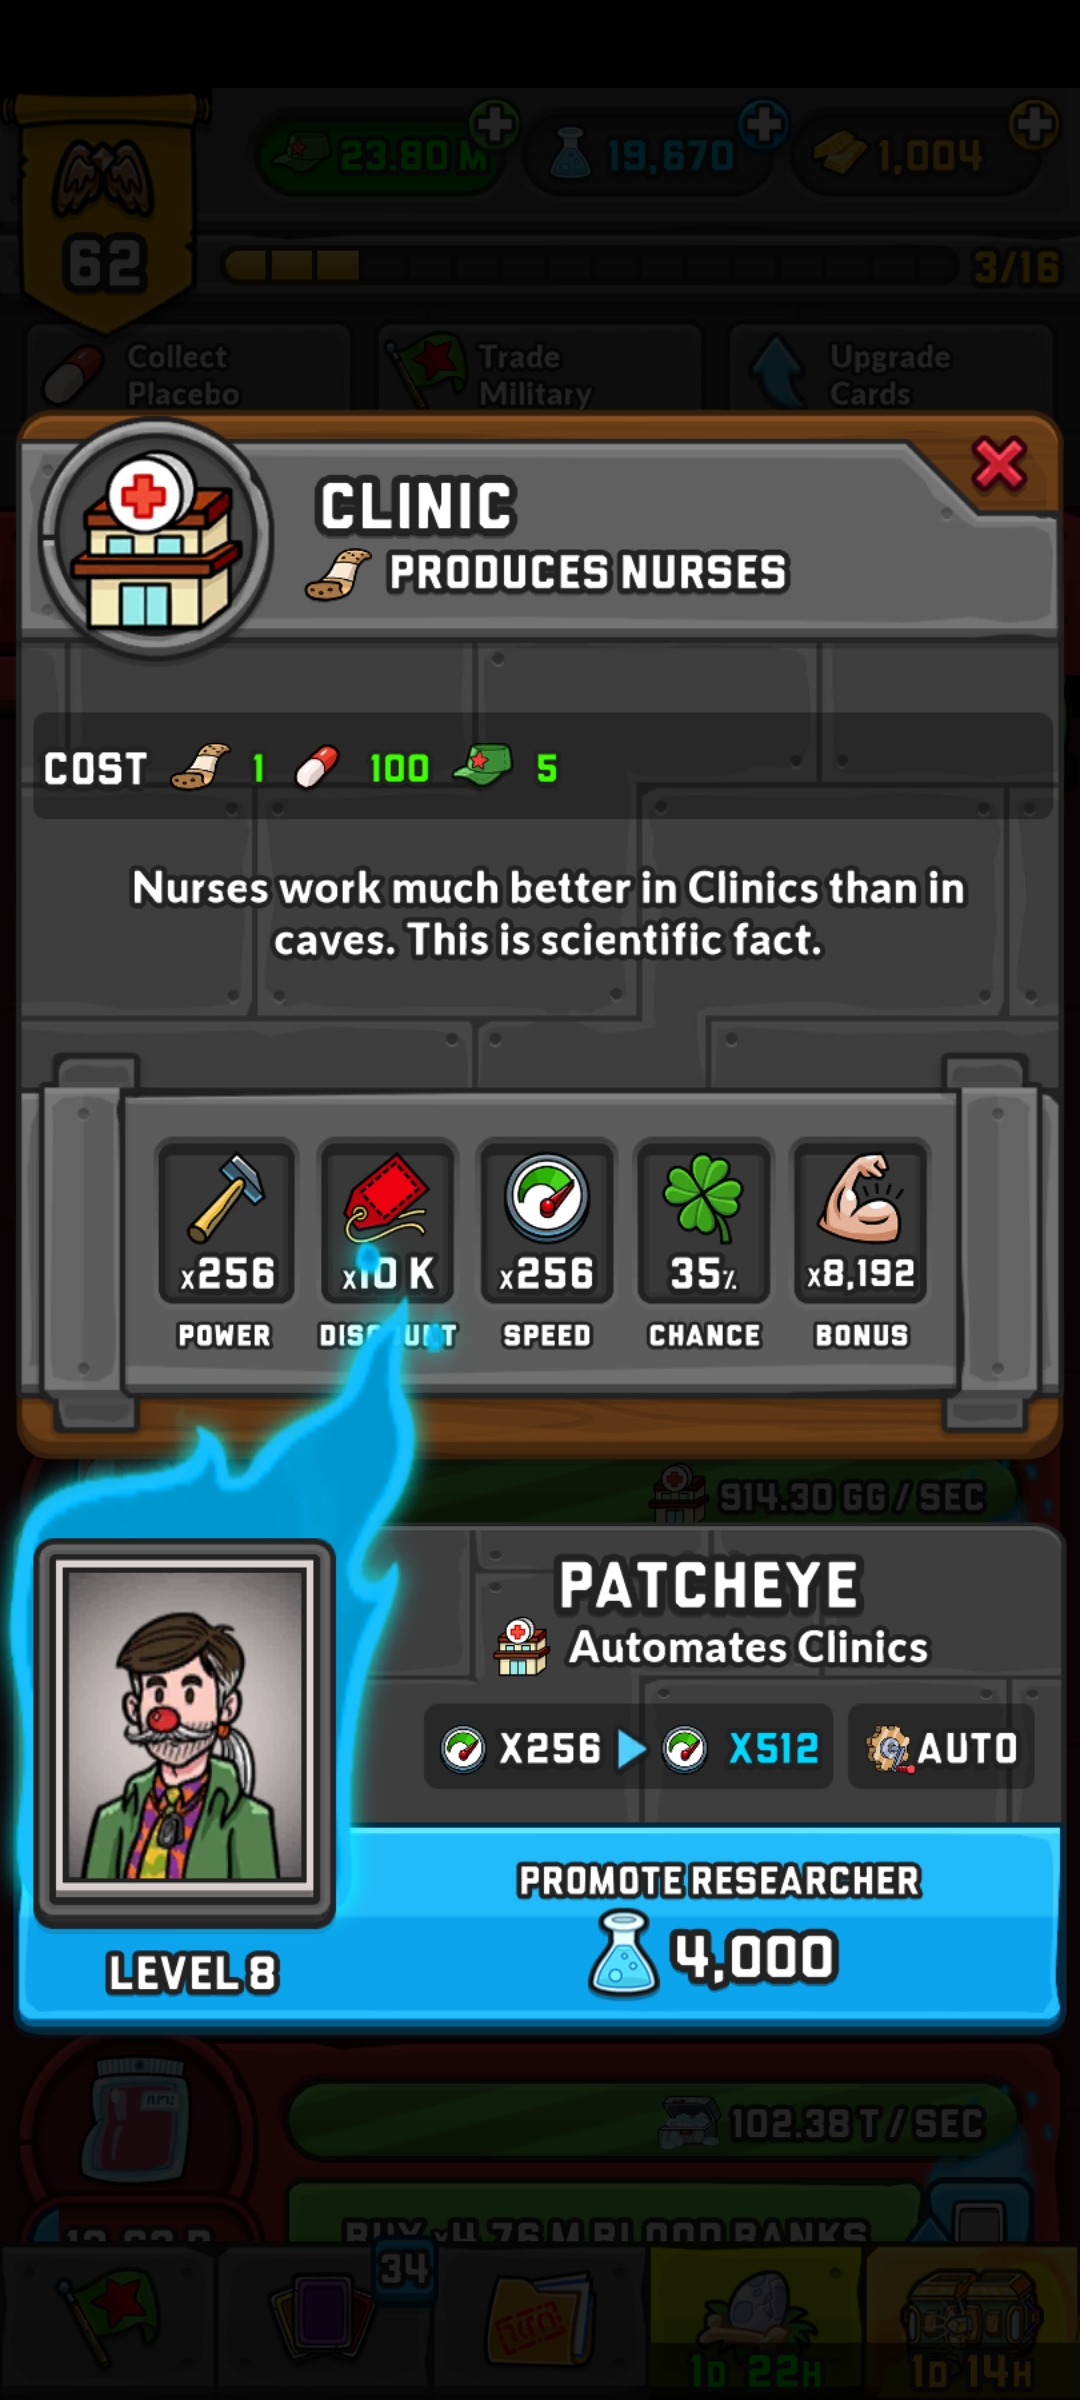 23.80 M
19,670
1,004
62
3/16
Collect
Placebo
Trade
Military
Upgrade
Cards
CLINIC
PRODUCES NURSES
COST 1 100 5
Nurses work much better in Clinics than in
caves. This is scientific fact.
x256
x10 K
x256
35%
x8,192
POWER
DISCOUNT
SPEED
CHANCE
BONUS
914.30 GG / SEC
PATCHEYE
Automates Clinics
X256
X512
AUTO
PROMOTE RESEARCHER
4,000
LEVEL 8
102.38 T / SEC
BUY x4.76 M BLOOD BANKS
34
1D 22H
1D 14H